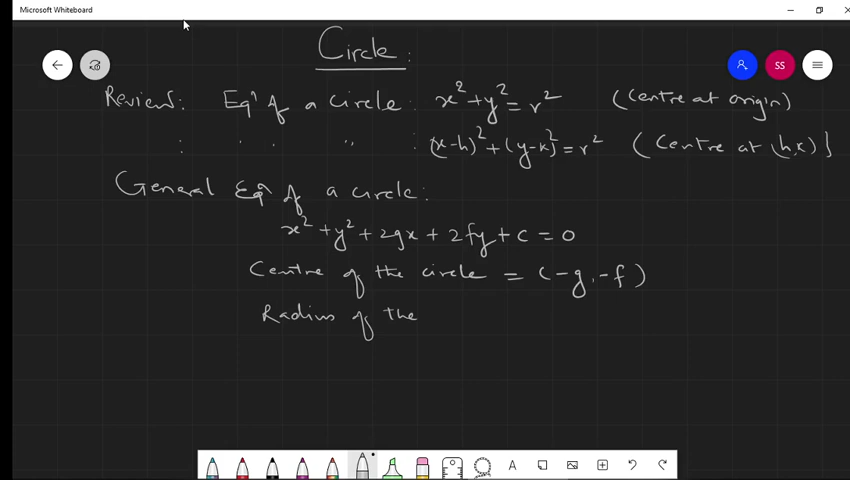 Microsoft Whiteboard
Circle:
SS
Review: Eqn of a circle: x² + y² = r² (Centre at origin)
: " " " : (x-h)² + (y-k)² = r² (Centre at (h,k))
General Eqn of a circle:
x² + y² + 2gx + 2fy + c = 0
Centre of the circle = (-g, -f)
Radius of the
A